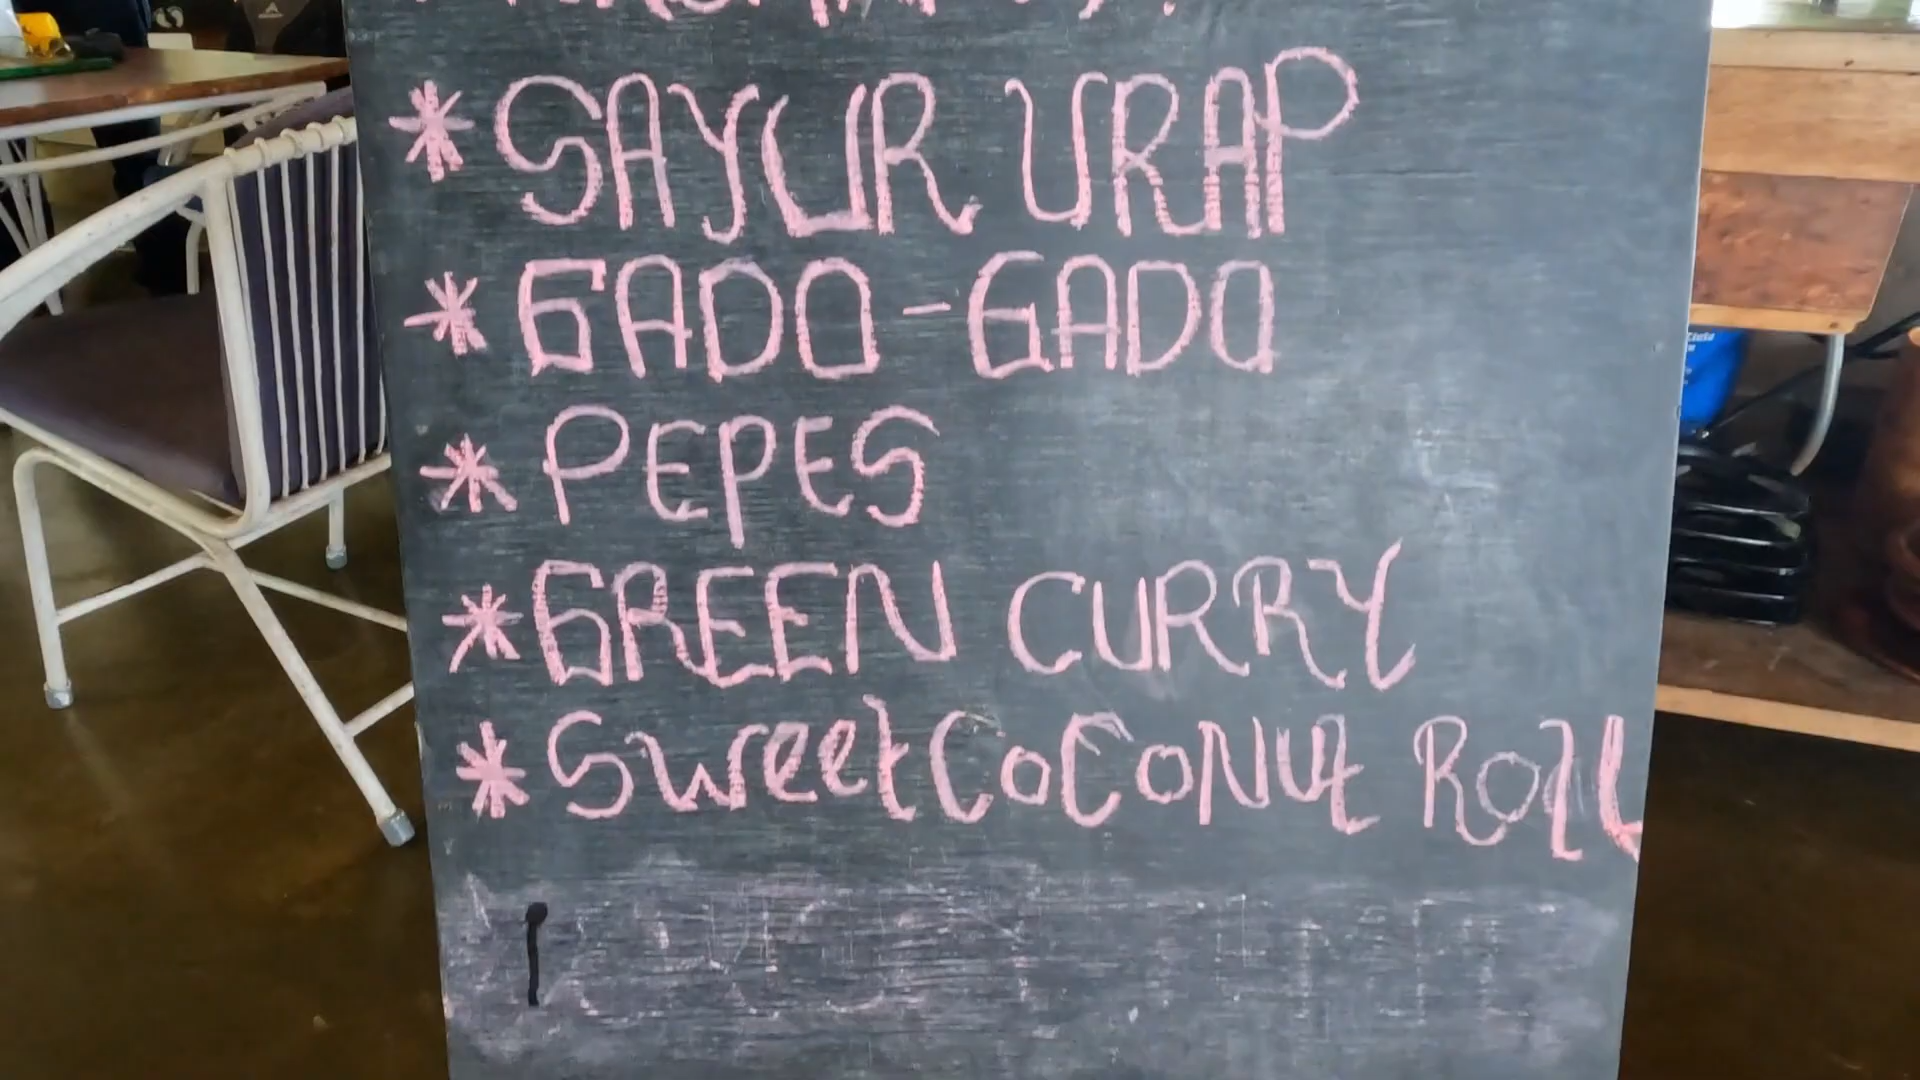 * SAYUR URAP
* GADO-GADO
* PEPES
* GREEN CURRY
* Sweet CoCoNUt Roll